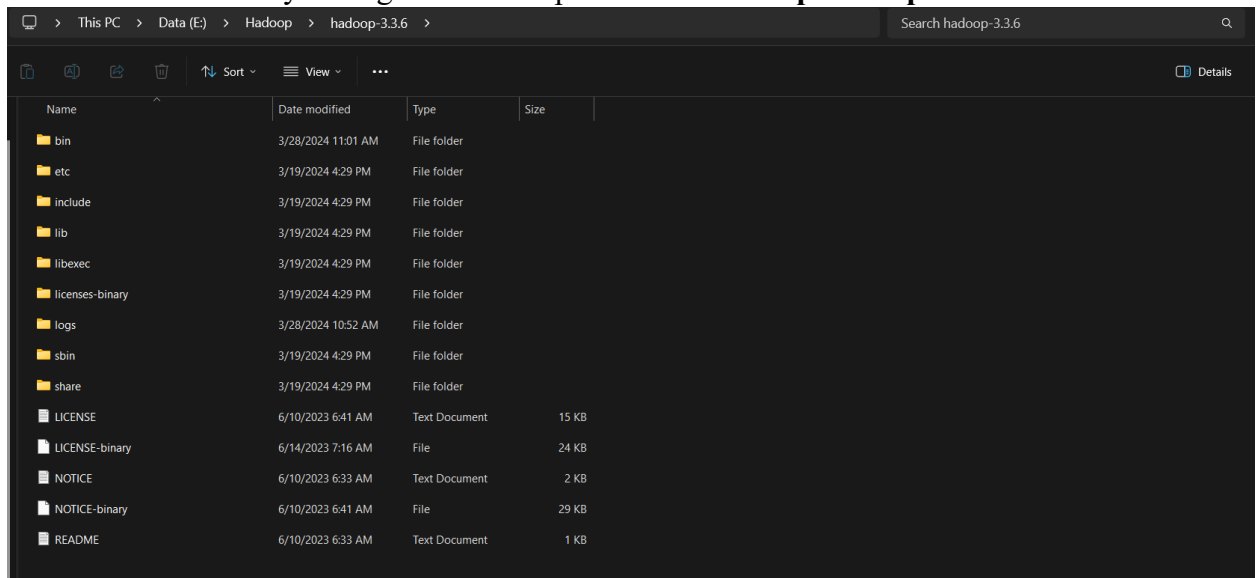 This PC > Data (E:) > Hadoop > hadoop-3.3.6 > Search hadoop-3.3.6
Sort View ••• Details
Name Date modified Type Size
bin 3/28/2024 11:01 AM File folder
etc 3/19/2024 4:29 PM File folder
include 3/19/2024 4:29 PM File folder
lib 3/19/2024 4:29 PM File folder
libexec 3/19/2024 4:29 PM File folder
licenses-binary 3/19/2024 4:29 PM File folder
logs 3/28/2024 10:52 AM File folder
sbin 3/19/2024 4:29 PM File folder
share 3/19/2024 4:29 PM File folder
LICENSE 6/10/2023 6:41 AM Text Document 15 KB
LICENSE-binary 6/14/2023 7:16 AM File 24 KB
NOTICE 6/10/2023 6:33 AM Text Document 2 KB
NOTICE-binary 6/10/2023 6:41 AM File 29 KB
README 6/10/2023 6:33 AM Text Document 1 KB